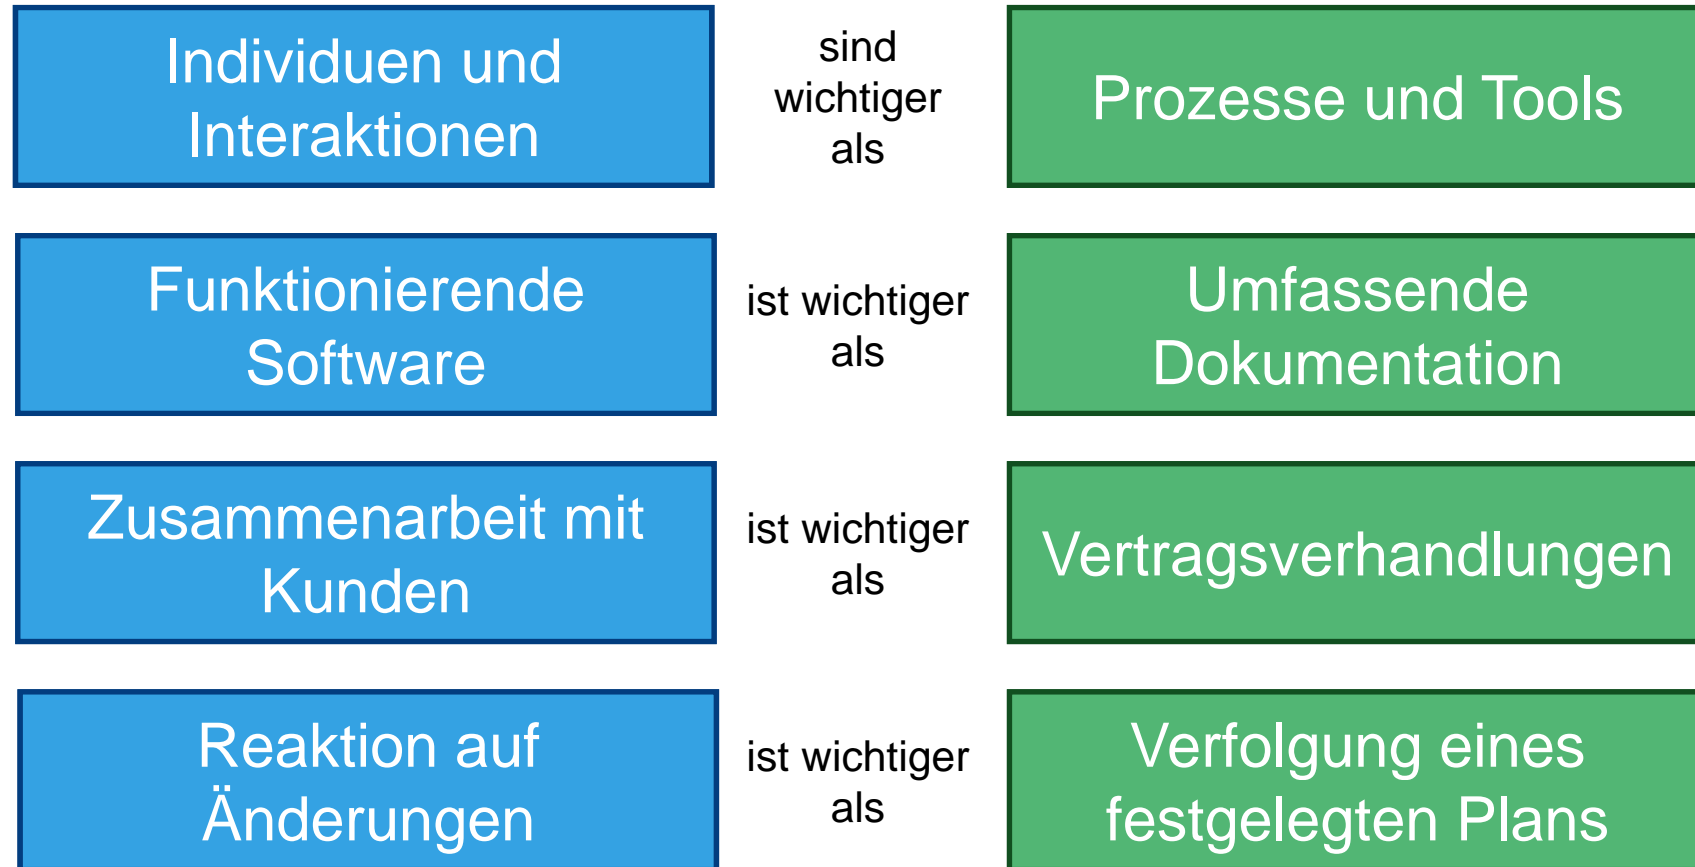 Individuen und
Interaktionen
sind
wichtiger
als
Prozesse und Tools
Funktionierende
Software
ist wichtiger
als
Umfassende
Dokumentation
Zusammenarbeit mit
Kunden
ist wichtiger
als
Vertragsverhandlungen
Reaktion auf
Änderungen
ist wichtiger
als
Verfolgung eines
festgelegten Plans